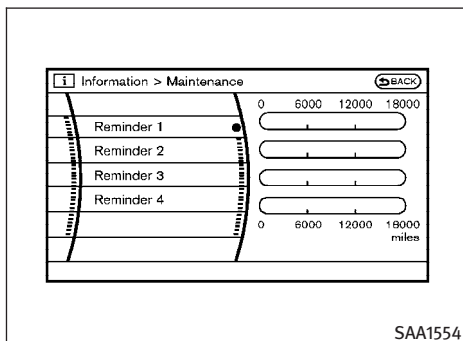 i Information > Maintenance BACK
0 6000 12000 18000
Reminder 1
Reminder 2
Reminder 3
Reminder 4
0 6000 12000 18000
miles
SAA1554